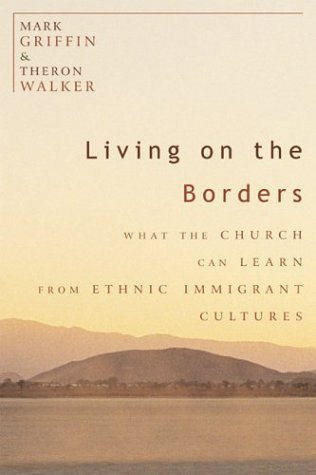 MARK
GRIFFIN
&
THERON
WALKER
Living on the
Borders
WHAT THE CHURCH
CAN LEARN
FROM ETHNIC IMMIGRANT
CULTURES